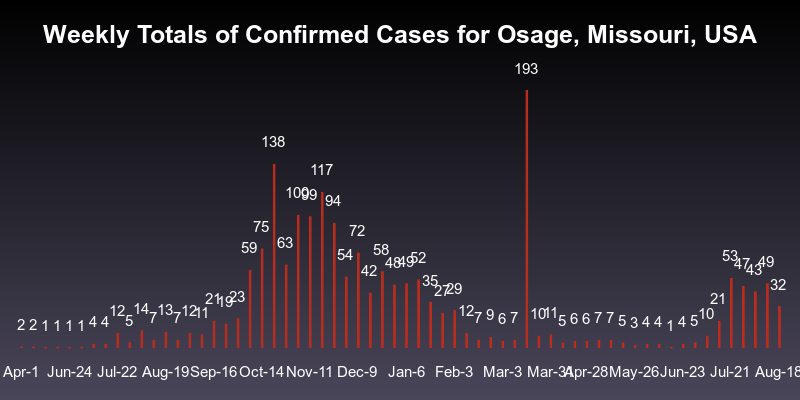 Weekly Totals of Confirmed Cases for Osage, Missouri, USA
2 2 1 1 1 1 4 4 12 5 14 7 13 7 12 11 21 19 23 59 75 138 63 100 99 117 94 54 72 42 58 48 49 52 35 27 29 12 7 9 6 7 193 10 11 5 6 6 7 7 5 3 4 4 1 4 5 10 21 53 47 43 49 32
Apr-1 Jun-24 Jul-22 Aug-19 Sep-16 Oct-14 Nov-11 Dec-9 Jan-6 Feb-3 Mar-3 Mar-31 Apr-28 May-26 Jun-23 Jul-21 Aug-18